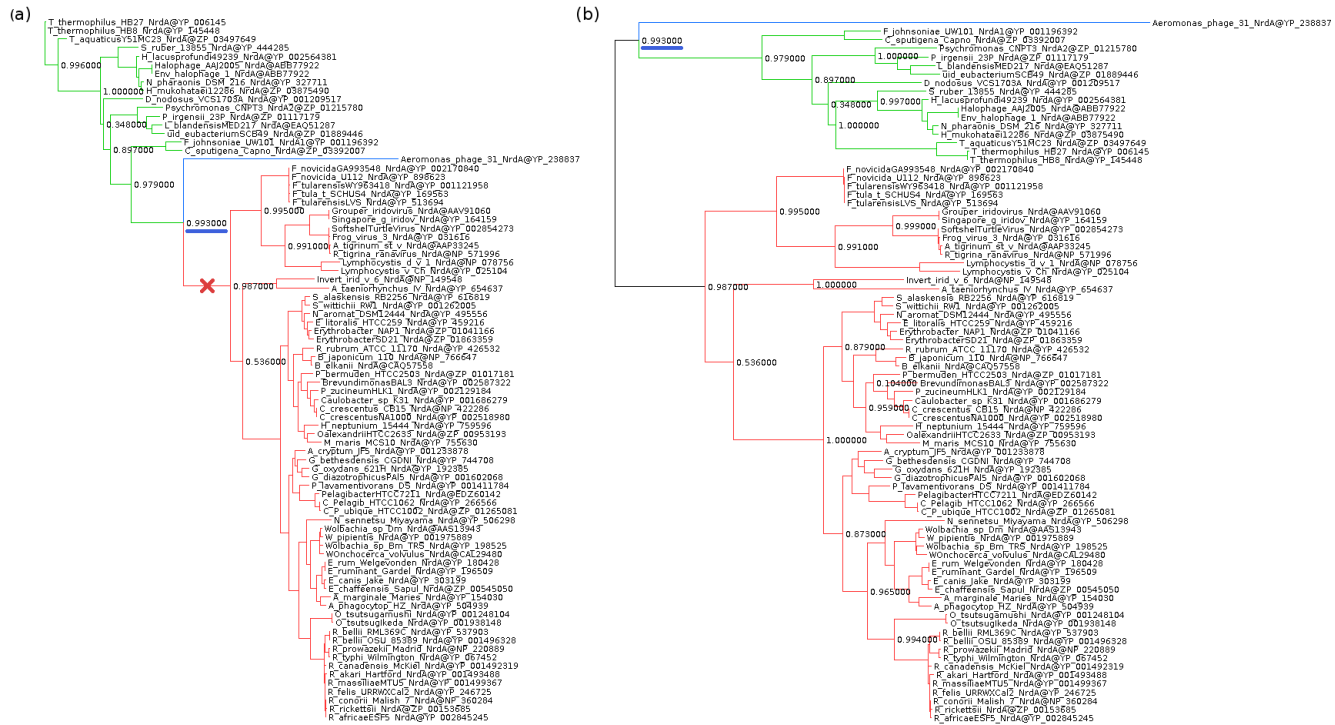 (a)
T_thermophilus_HB27_NrdA@YP_006145
T_thermophilus_HB8_NrdA@YP_145448
T_aquaticusY51MC23_NrdA@ZP_03497649
S_ruber_13855_NrdA@YP_444285
H_lacusprofundi49239_NrdA@YP_002564381
0.996000
Halophage_AAJ2005_NrdA@ABB77922
Env_halophage_1_NrdA@ABB77922
N_pharaonis_DSM_216_NrdA@YP_327711
1.000000
H_mukohataei12286_NrdA@ZP_03875490
D_nodosus_VCS1703A_NrdA@YP_001209517
Psychromonas_CNPT3_NrdA2@ZP_01215780
P_irgensii_23P_NrdA@ZP_01117179
0.348000
L_blandensisMED217_NrdA@EAQ51287
uid_eubacteriumSCB49_NrdA@ZP_01889446
F_johnsoniae_UW101_NrdA1@YP_001196392
0.897000
C_sputigena_Capno_NrdA@ZP_03392007
Aeromonas_phage_31_NrdA@YP_238837
F_novicidaGA993548_NrdA@YP_002170840
F_novicida_U112_NrdA@YP_898623
0.979000
F_tularensisWY963418_NrdA@YP_001121958
F_tula_t_SCHUS4_NrdA@YP_169563
F_tularensisLVS_NrdA@YP_513694
0.995000
Grouper_iridovirus_NrdA@AAV91060
Singapore_g_iridov_NrdA@YP_164159
0.993000
SoftshelTurtleVirus_NrdA@YP_002854273
Frog_virus_3_NrdA@YP_031616
0.991000
A_tigrinum_st_v_NrdA@AAP33245
R_tigrina_ranavirus_NrdA@NP_571996
Lymphocystis_d_v_1_NrdA@NP_078756
Lymphocystis_v_Ch_NrdA@YP_025104
Invert_irid_v_6_NrdA@NP_149548
0.987000
A_taeniorhynchus_IV_NrdA@YP_654637
S_alaskensis_RB2256_NrdA@YP_616819
S_wittichii_RW1_NrdA@YP_001262005
N_aromat_DSM12444_NrdA@YP_495556
E_litoralis_HTCC259_NrdA@YP_459216
Erythrobacter_NAP1_NrdA@ZP_01041166
ErythrobacterSD21_NrdA@ZP_01863359
R_rubrum_ATCC_11170_NrdA@YP_426532
B_japonicum_110_NrdA@NP_766647
0.536000
B_elkanii_NrdA@CAQ57558
P_bermuden_HTCC2503_NrdA@ZP_01017181
BrevundimonasBAL3_NrdA@YP_002587322
P_zucineumHLK1_NrdA@YP_002129184
Caulobacter_sp_K31_NrdA@YP_001686279
C_crescentus_CB15_NrdA@NP_422286
C_crescentusNA1000_NrdA@YP_002518980
H_neptunium_15444_NrdA@YP_759596
OalexandriiHTCC2633_NrdA@ZP_00953193
M_maris_MCS10_NrdA@YP_755630
A_cryptum_JF5_NrdA@YP_001233878
G_bethesdensis_CGDNI_NrdA@YP_744708
G_oxydans_621H_NrdA@YP_192385
G_diazotrophicusPAl5_NrdA@YP_001602068
P_lavamentivorans_DS_NrdA@YP_001411784
PelagibacterHTCC7211_NrdA@EDZ60142
C_Pelagib_HTCC1062_NrdA@YP_266566
C_P_ubique_HTCC1002_NrdA@ZP_01265081
N_sennetsu_Miyayama_NrdA@YP_506298
Wolbachia_sp_Dm_NrdA@AAS13943
W_pipientis_NrdA@YP_001975889
Wolbachia_sp_Bm_TRS_NrdA@YP_198525
WOnchocerca_volvulus_NrdA@CAL29480
E_rum_Welgevonden_NrdA@YP_180428
E_ruminant_Gardel_NrdA@YP_196509
E_canis_Jake_NrdA@YP_303199
E_chaffeensis_Sapul_NrdA@ZP_00545050
A_marginale_Maries_NrdA@YP_154030
A_phagocytop_HZ_NrdA@YP_504939
O_tsutsugamushi_NrdA@YP_001248104
O_tsutsugIkeda_NrdA@YP_001938148
R_bellii_RML369C_NrdA@YP_537903
R_bellii_OSU_85389_NrdA@YP_001496328
R_prowazekii_Madrid_NrdA@NP_220889
R_typhi_Wilmington_NrdA@YP_067452
R_canadensis_McKiel_NrdA@YP_001492319
R_akari_Hartford_NrdA@YP_001493488
R_massiliaeMTU5_NrdA@YP_001499367
R_felis_URRWXCal2_NrdA@YP_246725
R_conorii_Malish_7_NrdA@NP_360284
R_rickettsii_NrdA@ZP_00153685
R_africaeESF5_NrdA@YP_002845245
(b)
Aeromonas_phage_31_NrdA@YP_238837
F_johnsoniae_UW101_NrdA1@YP_001196392
0.993000
C_sputigena_Capno_NrdA@ZP_03392007
Psychromonas_CNPT3_NrdA2@ZP_01215780
0.979000
1.000000
P_irgensii_23P_NrdA@ZP_01117179
L_blandensisMED217_NrdA@EAQ51287
uid_eubacteriumSCB49_NrdA@ZP_01889446
0.897000
D_nodosus_VCS1703A_NrdA@YP_001209517
S_ruber_13855_NrdA@YP_444285
0.348000
0.997000
H_lacusprofundi49239_NrdA@YP_002564381
Halophage_AAJ2005_NrdA@ABB77922
Env_halophage_1_NrdA@ABB77922
1.000000
N_pharaonis_DSM_216_NrdA@YP_327711
H_mukohataei12286_NrdA@ZP_03875490
T_aquaticusY51MC23_NrdA@ZP_03497649
T_thermophilus_HB27_NrdA@YP_006145
T_thermophilus_HB8_NrdA@YP_145448
F_novicidaGA993548_NrdA@YP_002170840
F_novicida_U112_NrdA@YP_898623
F_tularensisWY963418_NrdA@YP_001121958
F_tula_t_SCHUS4_NrdA@YP_169563
F_tularensisLVS_NrdA@YP_513694
0.995000
Grouper_iridovirus_NrdA@AAV91060
Singapore_g_iridov_NrdA@YP_164159
0.999000
SoftshelTurtleVirus_NrdA@YP_002854273
Frog_virus_3_NrdA@YP_031616
0.991000
A_tigrinum_st_v_NrdA@AAP33245
R_tigrina_ranavirus_NrdA@NP_571996
Lymphocystis_d_v_1_NrdA@NP_078756
Lymphocystis_v_Ch_NrdA@YP_025104
Invert_irid_v_6_NrdA@NP_149548
0.987000
1.000000
A_taeniorhynchus_IV_NrdA@YP_654637
S_alaskensis_RB2256_NrdA@YP_616819
S_wittichii_RW1_NrdA@YP_001262005
N_aromat_DSM12444_NrdA@YP_495556
E_litoralis_HTCC259_NrdA@YP_459216
Erythrobacter_NAP1_NrdA@ZP_01041166
ErythrobacterSD21_NrdA@ZP_01863359
0.879000
R_rubrum_ATCC_11170_NrdA@YP_426532
B_japonicum_110_NrdA@NP_766647
0.536000
B_elkanii_NrdA@CAQ57558
P_bermuden_HTCC2503_NrdA@ZP_01017181
0.104000
BrevundimonasBAL3_NrdA@YP_002587322
P_zucineumHLK1_NrdA@YP_002129184
Caulobacter_sp_K31_NrdA@YP_001686279
0.959000
C_crescentus_CB15_NrdA@NP_422286
C_crescentusNA1000_NrdA@YP_002518980
H_neptunium_15444_NrdA@YP_759596
OalexandriiHTCC2633_NrdA@ZP_00953193
1.000000
M_maris_MCS10_NrdA@YP_755630
A_cryptum_JF5_NrdA@YP_001233878
G_bethesdensis_CGDNI_NrdA@YP_744708
G_oxydans_621H_NrdA@YP_192385
G_diazotrophicusPAl5_NrdA@YP_001602068
P_lavamentivorans_DS_NrdA@YP_001411784
PelagibacterHTCC7211_NrdA@EDZ60142
C_Pelagib_HTCC1062_NrdA@YP_266566
C_P_ubique_HTCC1002_NrdA@ZP_01265081
N_sennetsu_Miyayama_NrdA@YP_506298
0.873000
Wolbachia_sp_Dm_NrdA@AAS13943
W_pipientis_NrdA@YP_001975889
Wolbachia_sp_Bm_TRS_NrdA@YP_198525
WOnchocerca_volvulus_NrdA@CAL29480
E_rum_Welgevonden_NrdA@YP_180428
E_ruminant_Gardel_NrdA@YP_196509
E_canis_Jake_NrdA@YP_303199
0.965000
E_chaffeensis_Sapul_NrdA@ZP_00545050
A_marginale_Maries_NrdA@YP_154030
A_phagocytop_HZ_NrdA@YP_504939
O_tsutsugamushi_NrdA@YP_001248104
O_tsutsugIkeda_NrdA@YP_001938148
R_bellii_RML369C_NrdA@YP_537903
0.994000
R_bellii_OSU_85389_NrdA@YP_001496328
R_prowazekii_Madrid_NrdA@NP_220889
R_typhi_Wilmington_NrdA@YP_067452
R_canadensis_McKiel_NrdA@YP_001492319
R_akari_Hartford_NrdA@YP_001493488
R_massiliaeMTU5_NrdA@YP_001499367
R_felis_URRWXCal2_NrdA@YP_246725
R_conorii_Malish_7_NrdA@NP_360284
R_rickettsii_NrdA@ZP_00153685
R_africaeESF5_NrdA@YP_002845245